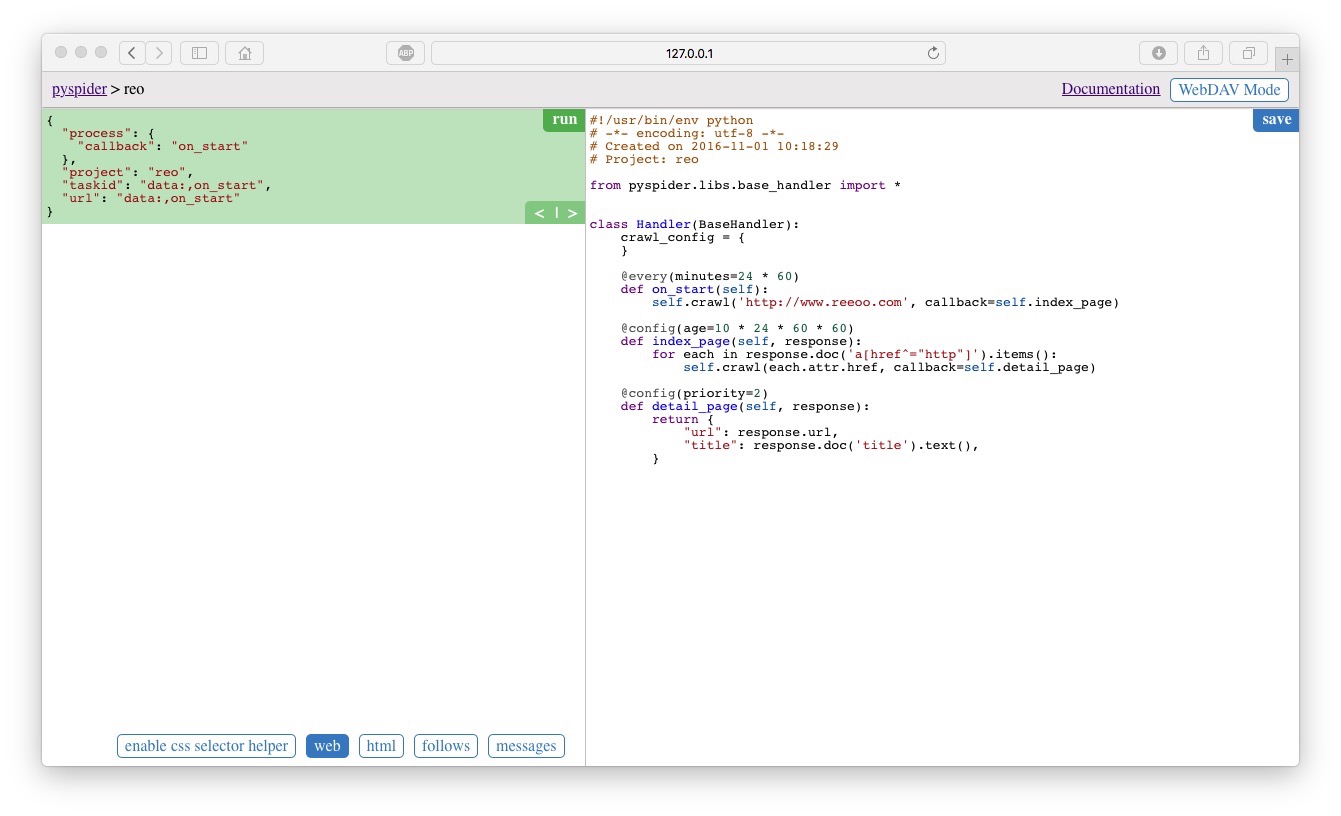 ABP
127.0.0.1
pyspider > reo
Documentation
WebDAV Mode
{
  "process": {
    "callback": "on_start"
  },
  "project": "reo",
  "taskid": "data:,on_start",
  "url": "data:,on_start"
}
run
< | >
#!/usr/bin/env python
# -*- encoding: utf-8 -*-
# Created on 2016-11-01 10:18:29
# Project: reo

from pyspider.libs.base_handler import *


class Handler(BaseHandler):
    crawl_config = {
    }

    @every(minutes=24 * 60)
    def on_start(self):
        self.crawl('http://www.reeoo.com', callback=self.index_page)

    @config(age=10 * 24 * 60 * 60)
    def index_page(self, response):
        for each in response.doc('a[href^="http"]').items():
            self.crawl(each.attr.href, callback=self.detail_page)

    @config(priority=2)
    def detail_page(self, response):
        return {
            "url": response.url,
            "title": response.doc('title').text(),
        }
save
enable css selector helper
web
html
follows
messages